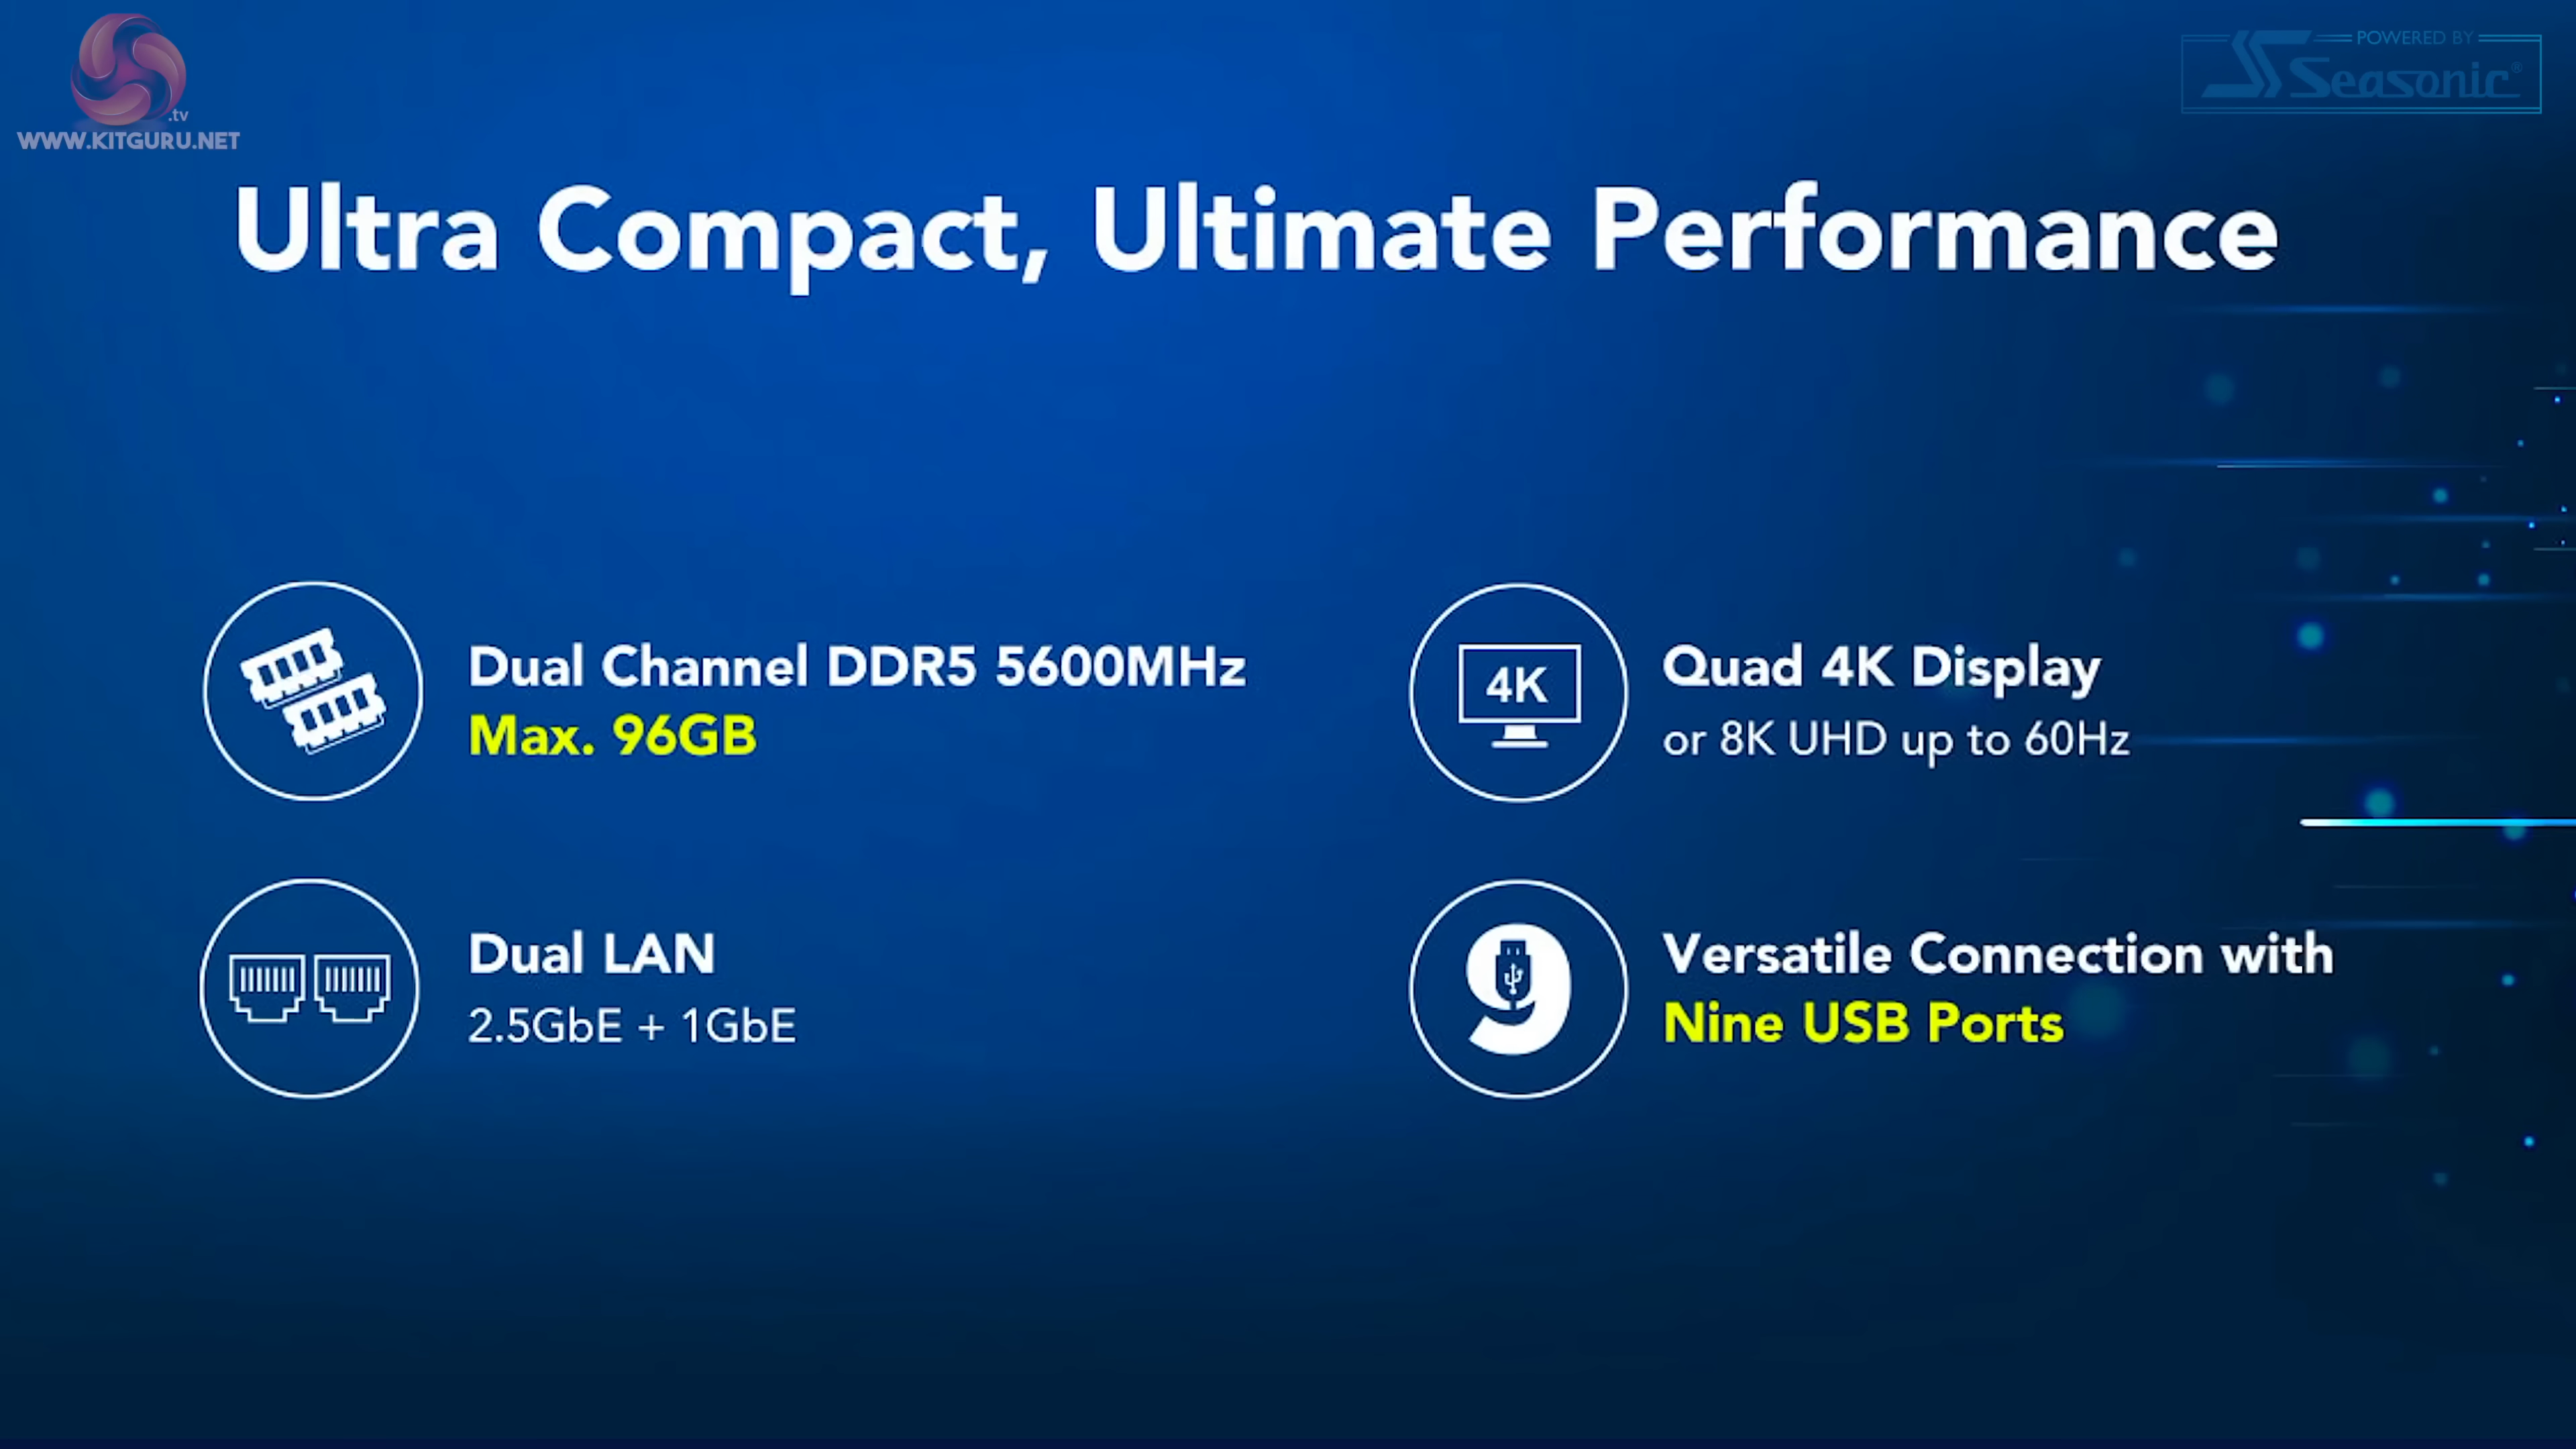 .tv
WWW.KITGURU.NET
POWERED BY
Seasonic®
Ultra Compact, Ultimate Performance
Dual Channel DDR5 5600MHz
Max. 96GB
4K
Quad 4K Display
or 8K UHD up to 60Hz
Dual LAN
2.5GbE + 1GbE
9
Versatile Connection with
Nine USB Ports